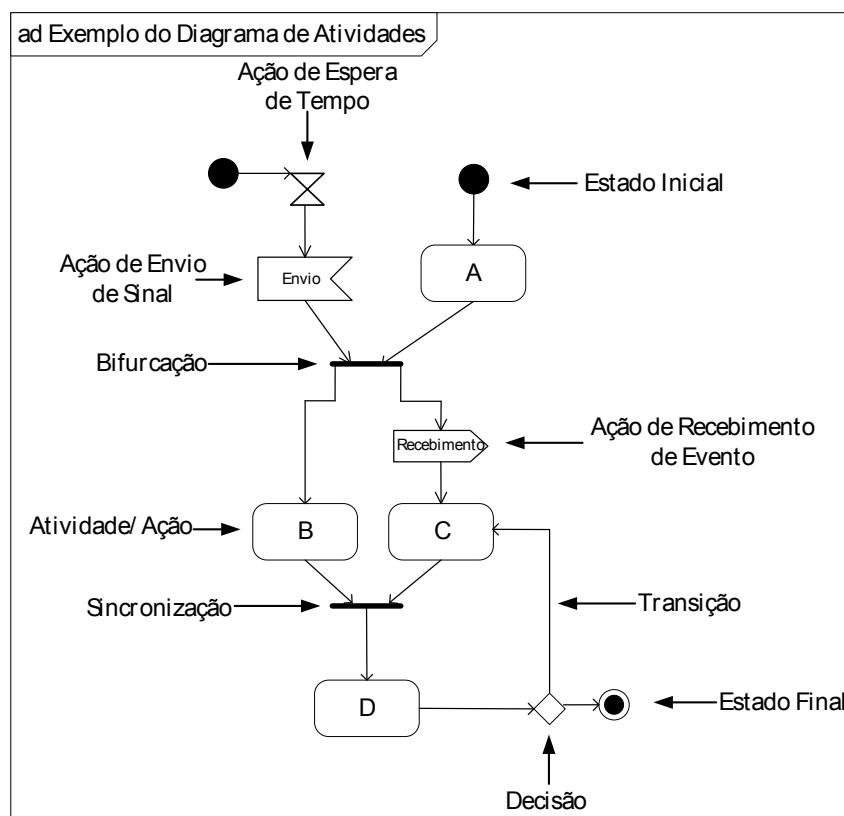 ad Exemplo do Diagrama de Atividades
Ação de Espera
de Tempo
Estado Inicial
Ação de Envio
de Sinal
Envio
A
Bifurcação
Recebimento
Ação de Recebimento
de Evento
Atividade/ Ação
B
C
Sincronização
Transição
D
Estado Final
Decisão